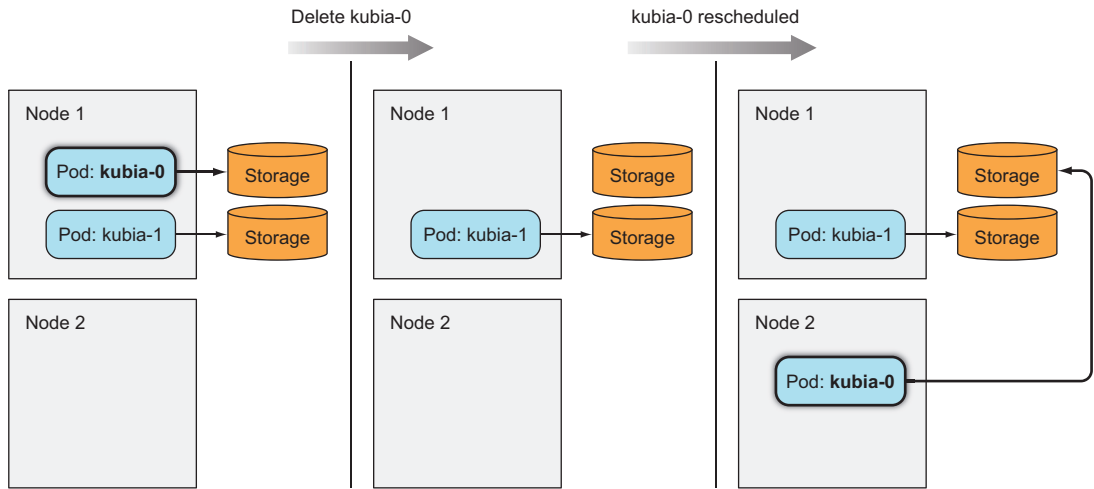 Delete kubia-0
kubia-0 rescheduled
Node 1
Pod: kubia-0
Storage
Pod: kubia-1
Storage
Node 2
Node 1
Storage
Pod: kubia-1
Storage
Node 2
Node 1
Storage
Pod: kubia-1
Storage
Node 2
Pod: kubia-0